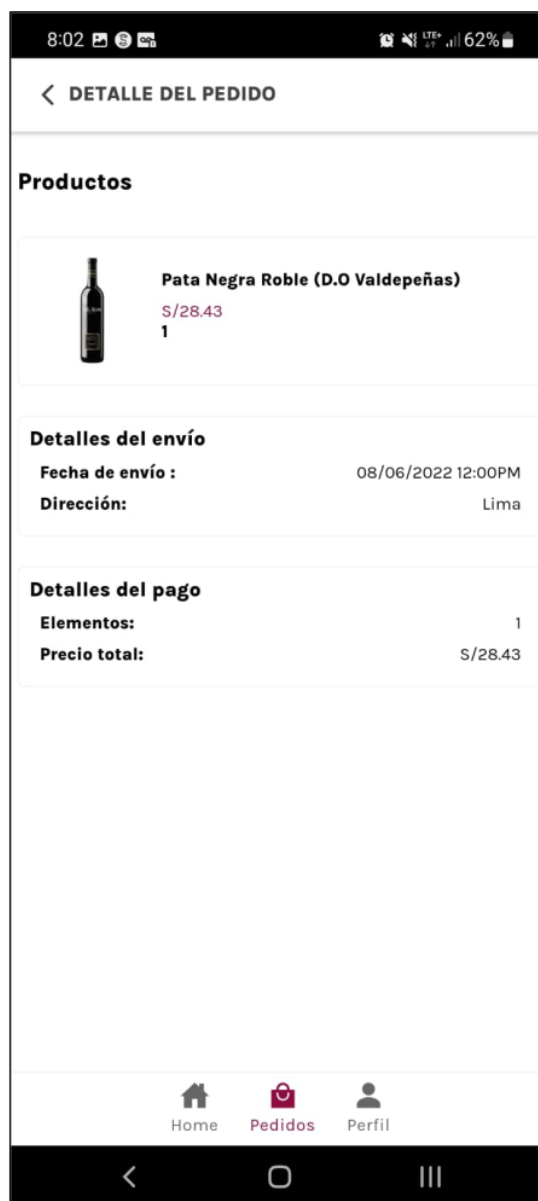 8:02
LTE+ 62%
DETALLE DEL PEDIDO
Productos
Pata Negra Roble (D.O Valdepeñas)
S/28.43
1
Detalles del envío
Fecha de envío : 08/06/2022 12:00PM
Dirección: Lima
Detalles del pago
Elementos: 1
Precio total: S/28.43
Home Pedidos Perfil